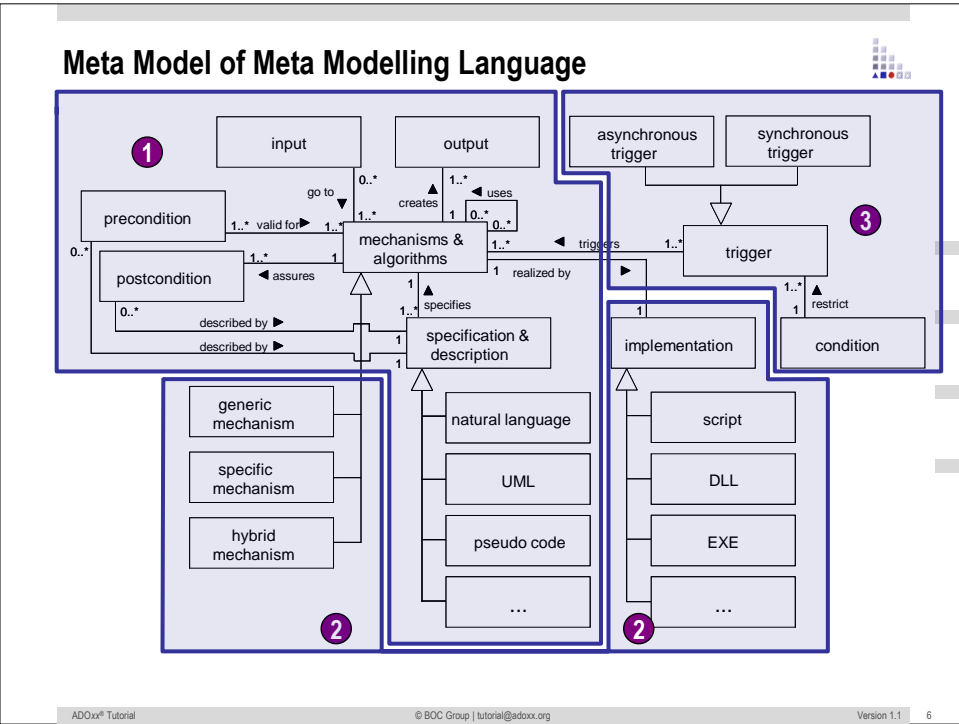 Meta Model of Meta Modelling Language
1
input
output
asynchronous
trigger
synchronous
trigger
3
0..*
go to
1..*
1..*
creates
1
uses
0..*
0..*
precondition
1..*
valid for
1..*
0..*
mechanisms &
algorithms
1..*
triggers
1..*
trigger
postcondition
1..*
assures
1
1
realized by
0..*
1
specifies
1..*
1..*
restrict
1
described by
1
described by
1
specification &
description
1
implementation
condition
generic
mechanism
natural language
script
specific
mechanism
UML
DLL
hybrid
mechanism
pseudo code
EXE
...
...
2
2
ADOxx® Tutorial
© BOC Group | tutorial@adoxx.org
Version 1.1
6